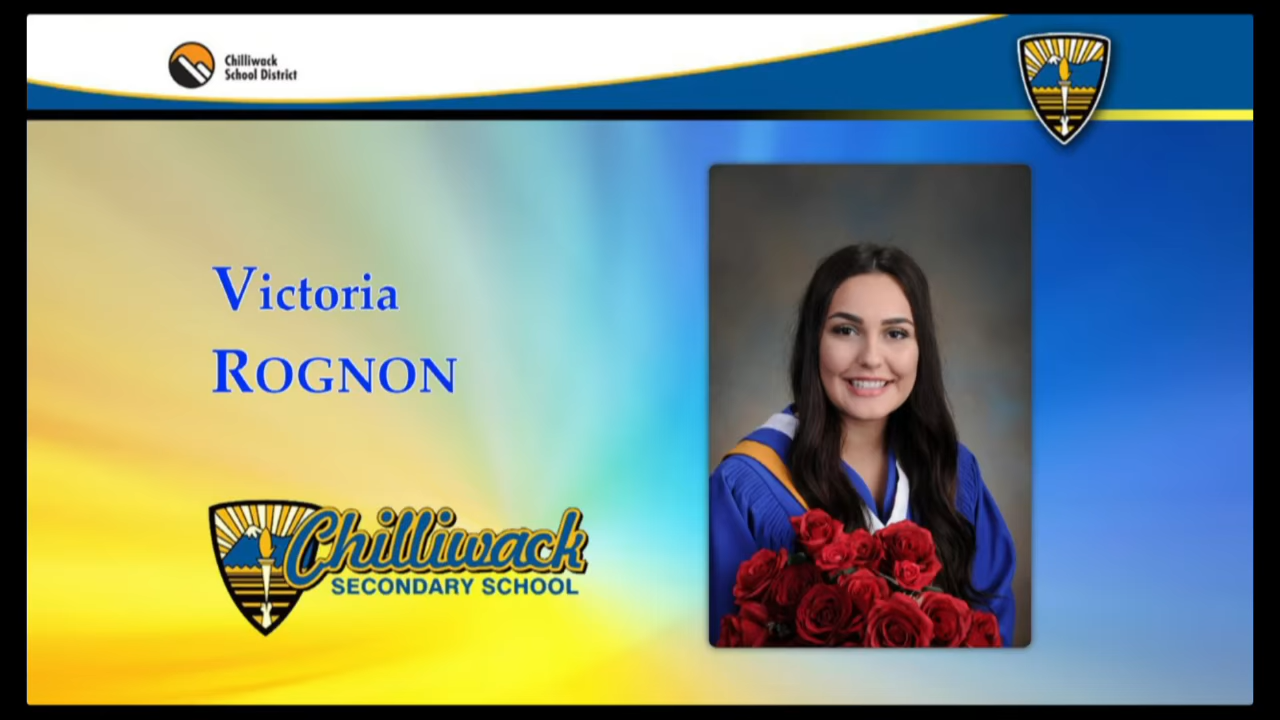 Chilliwack
School District
Victoria
ROGNON
Chilliwack
SECONDARY SCHOOL